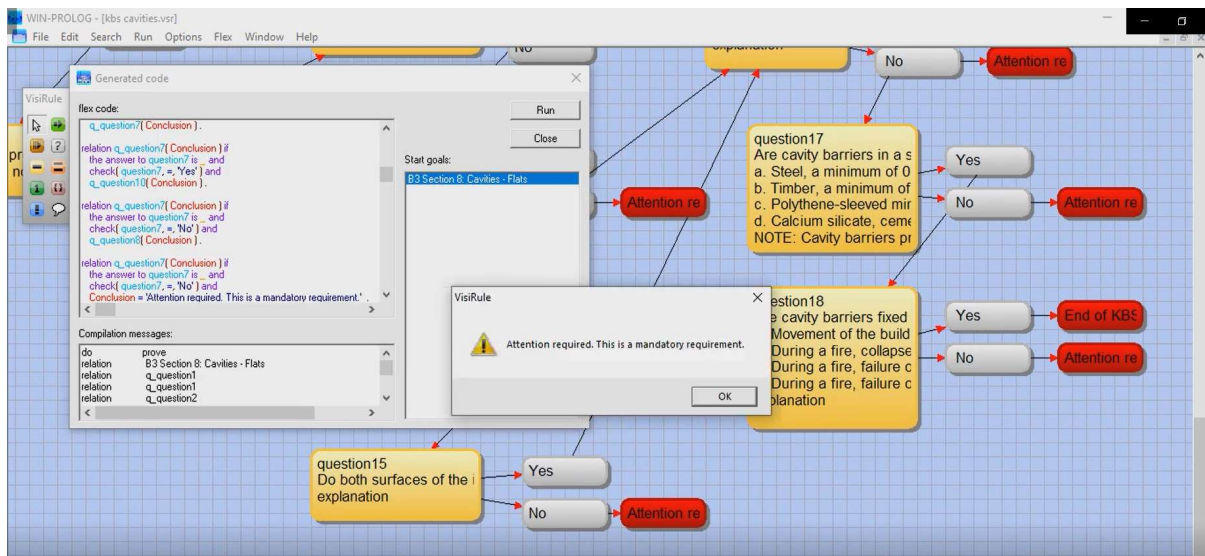 WIN-PROLOG - [kbs cavities.vsr]
File Edit Search Run Options Flex Window Help
No
explanation
No
Attention re
VisiRule
Generated code
flex code:
q_question7( Conclusion ) .
relation q_question7( Conclusion ) if
the answer to question7 is _ and
check( question7, =, 'Yes' ) and
q_question10( Conclusion ) .
relation q_question7( Conclusion ) if
the answer to question7 is _ and
check( question7, =, 'No' ) and
q_question8( Conclusion ) .
relation q_question7( Conclusion ) if
the answer to question7 is _ and
check( question7, =, 'No' ) and
Conclusion = 'Attention required. This is a mandatory requirement.' .
Run
Close
Start goals:
B3 Section 8: Cavities - Flats
Compilation messages:
do prove
relation B3 Section 8: Cavities - Flats
relation q_question1
relation q_question1
relation q_question2
Attention re
question17
Are cavity barriers in a s
a. Steel, a minimum of 0
b. Timber, a minimum of
c. Polythene-sleeved mir
d. Calcium silicate, ceme
NOTE: Cavity barriers pr
Yes
No
Attention re
VisiRule
Attention required. This is a mandatory requirement.
OK
estion18
e cavity barriers fixed
Movement of the build
During a fire, collapse
During a fire, failure c
During a fire, failure c
planation
Yes
End of KBS
No
Attention re
question15
Do both surfaces of the i
explanation
Yes
No
Attention re